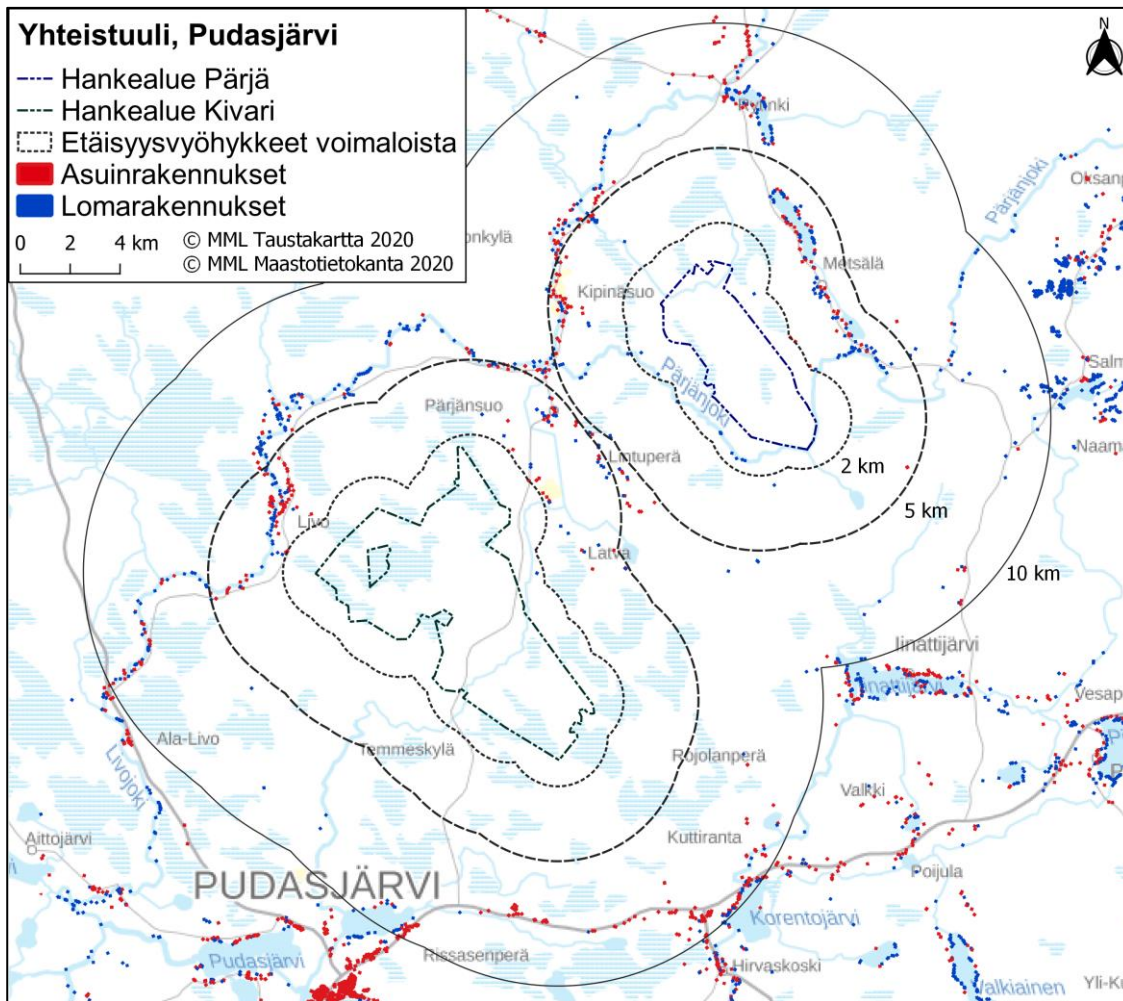 Yhteistuuli, Pudasjärvi
Hankealue Pärjä
Hankealue Kivari
Etäisyysvyöhykkeet voimaloista
Asuinrakennukset
Lomarakennukset
0 2 4 km
© MML Taustakartta 2020
© MML Maastotietokanta 2020
N
Pärjänjoki
Metsälä
Kipinäsuo
Pärjänjoki
Pärjänsuo
Lintuperä
2 km
5 km
Livo
Latva
10 km
Iinattijärvi
Ala-Livo
Temmeskylä
Livojoki
Rojolanperä
Valkki
Aittojärvi
Kuttiranta
PUDASJÄRVI
Poijula
Korentojärvi
Rissasenperä
Pudasjärvi
Hirvaskoski